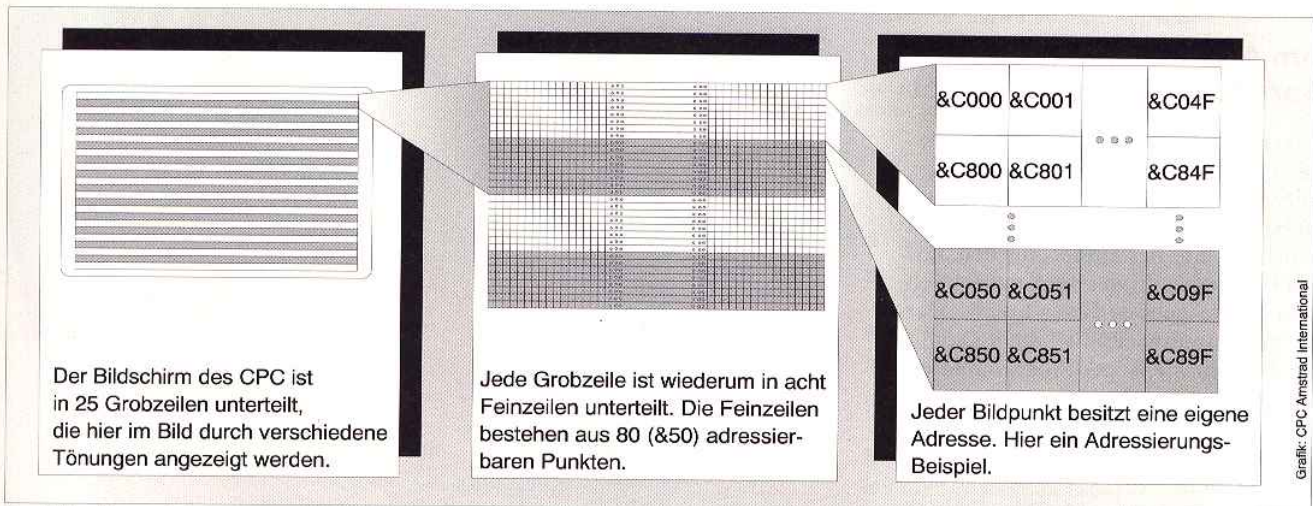 Der Bildschirm des CPC ist
in 25 Grobzeilen unterteilt,
die hier im Bild durch verschiedene
Tönungen angezeigt werden.
Jede Grobzeile ist wiederum in acht
Feinzeilen unterteilt. Die Feinzeilen
bestehen aus 80 (&50) adressier-
baren Punkten.
&C000 &C001 &C04F
&C800 &C801 &C84F
&C050 &C051 &C09F
&C850 &C851 &C89F
Jeder Bildpunkt besitzt eine eigene
Adresse. Hier ein Adressierungs-
Beispiel.
Grafik: CPC Amstrad International